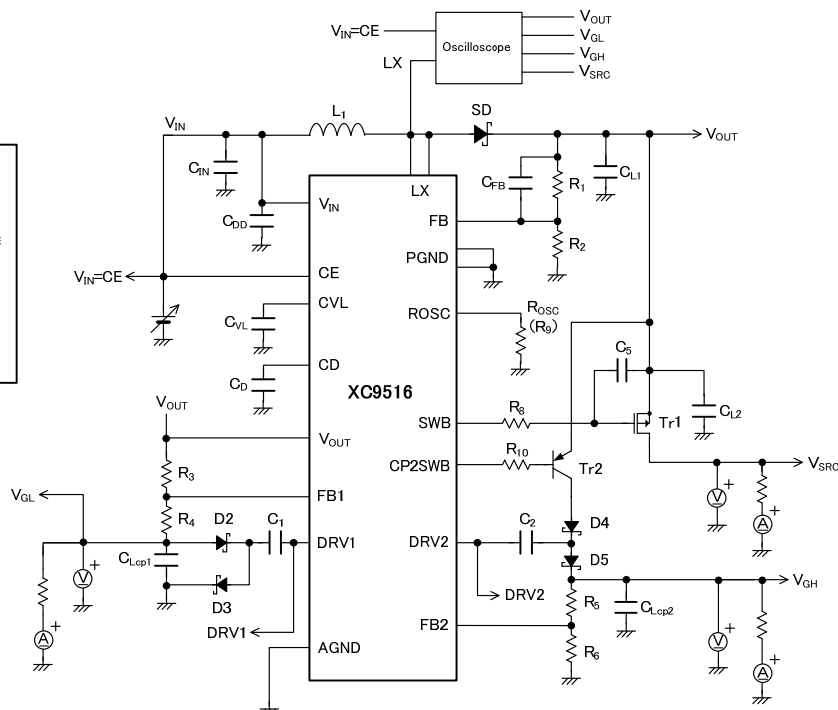 VOUT
VIN=CE
VGL
Oscilloscope
VGH
LX
VSRC
L1
SD
VIN
VOUT
CIN
CFB
R1
CL1
LX
VIN
CDD
FB
R2
PGND
VIN=CE
CE
CVL
ROSC
ROSC
(R9)
CVL
C5
CD
CD
XC9516
CL2
VOUT
R8
SWB
Tr1
VOUT
R10
CP2SWB
Tr2
VSRC
R3
V
+
VGL
FB1
R4
D2
C1
C2
D4
A
+
DRV1
DRV2
CLcp1
D5
V
+
D3
DRV2
VGH
R5
CLcp2
A
+
DRV1
FB2
V
+
AGND
R6
A
+